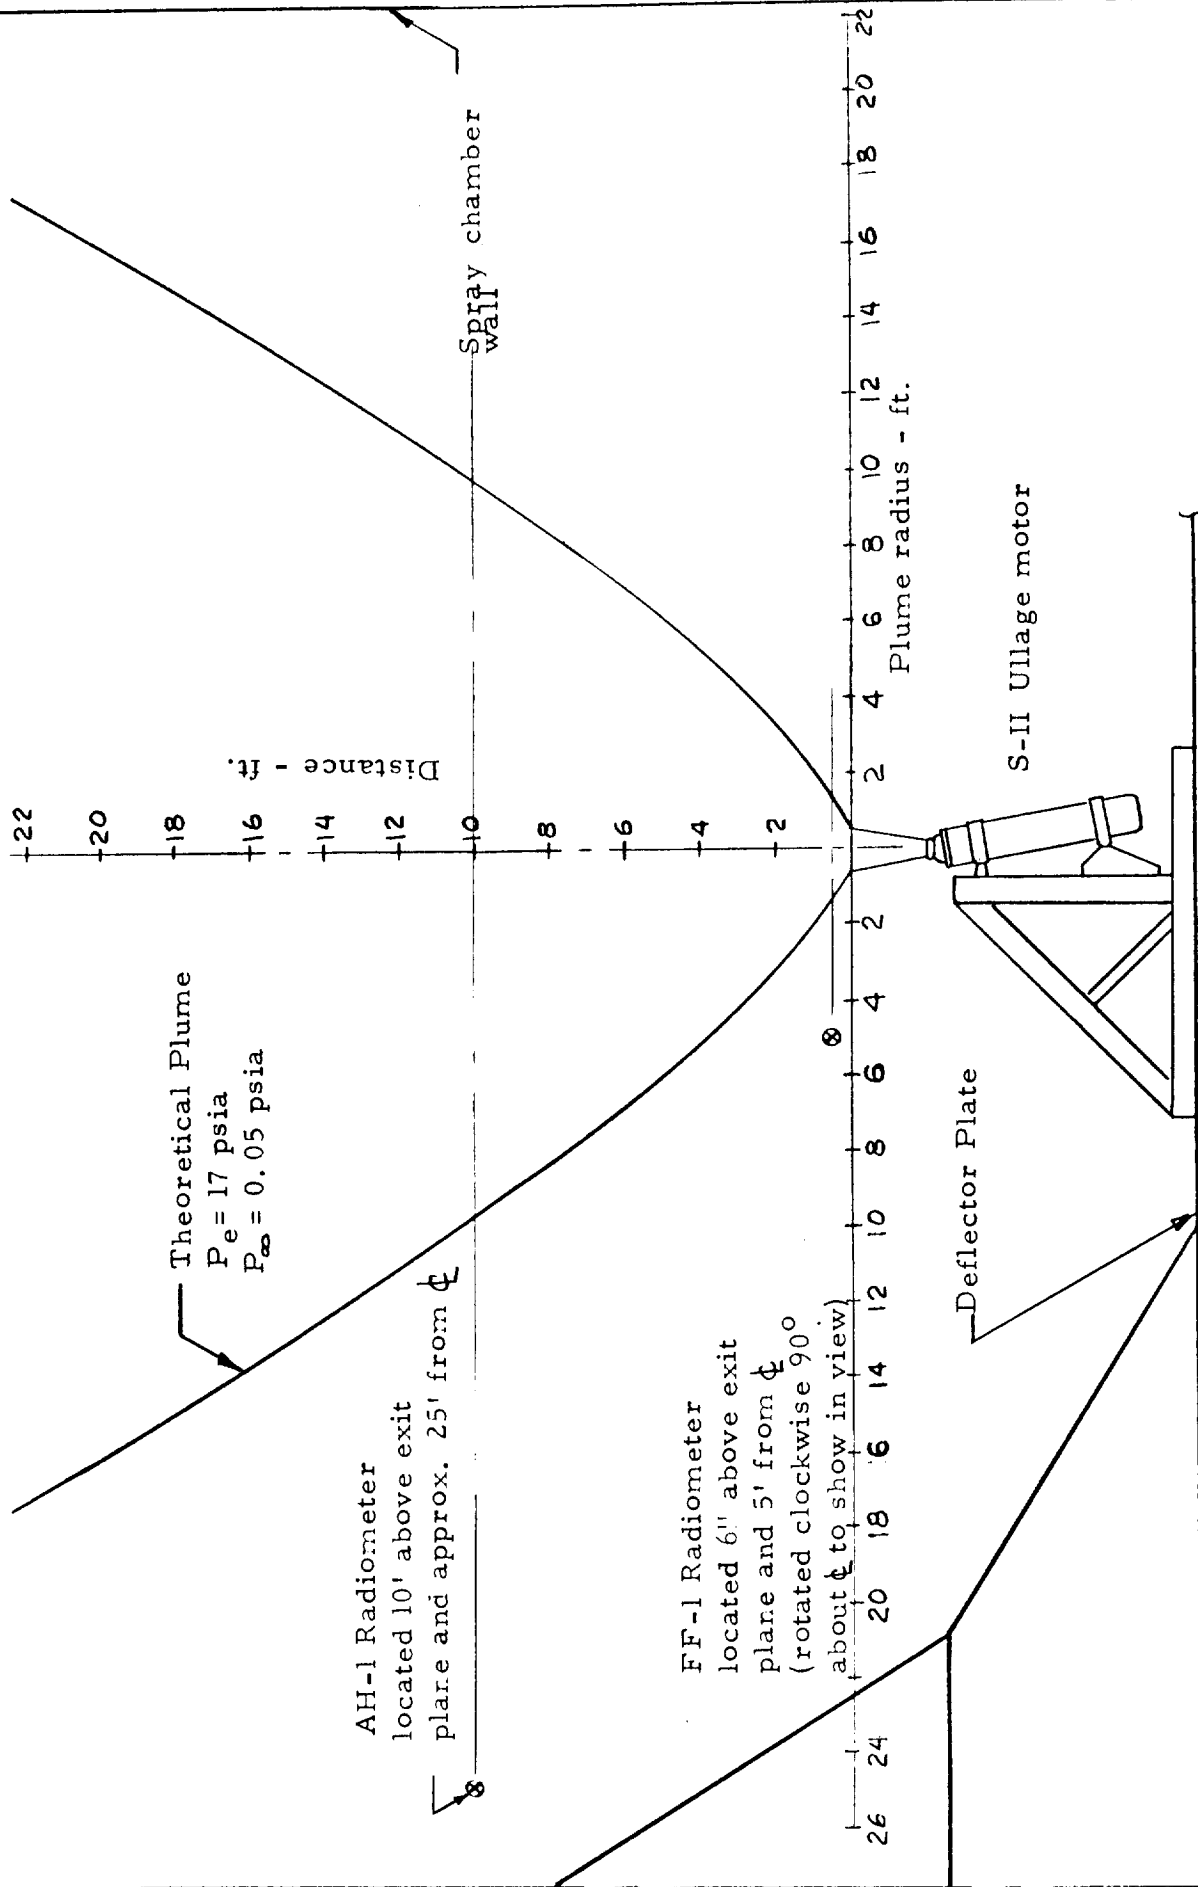 22
20
18
16
14
12
10
8
6
4
2
Distance - ft.
Theoretical Plume
Pe = 17 psia
P∞ = 0.05 psia
Spray chamber
wall
AH-1 Radiometer
located 10' above exit
plane and approx. 25' from ℄
FF-1 Radiometer
located 6" above exit
plane and 5' from ℄
(rotated clockwise 90°
about ℄ to show in view)
26 24 20 18 16 14 12 10 8 6 4 2 2 4 6 8 10 12 14 16 18 20 22
Plume radius - ft.
S-II Ullage motor
Deflector Plate